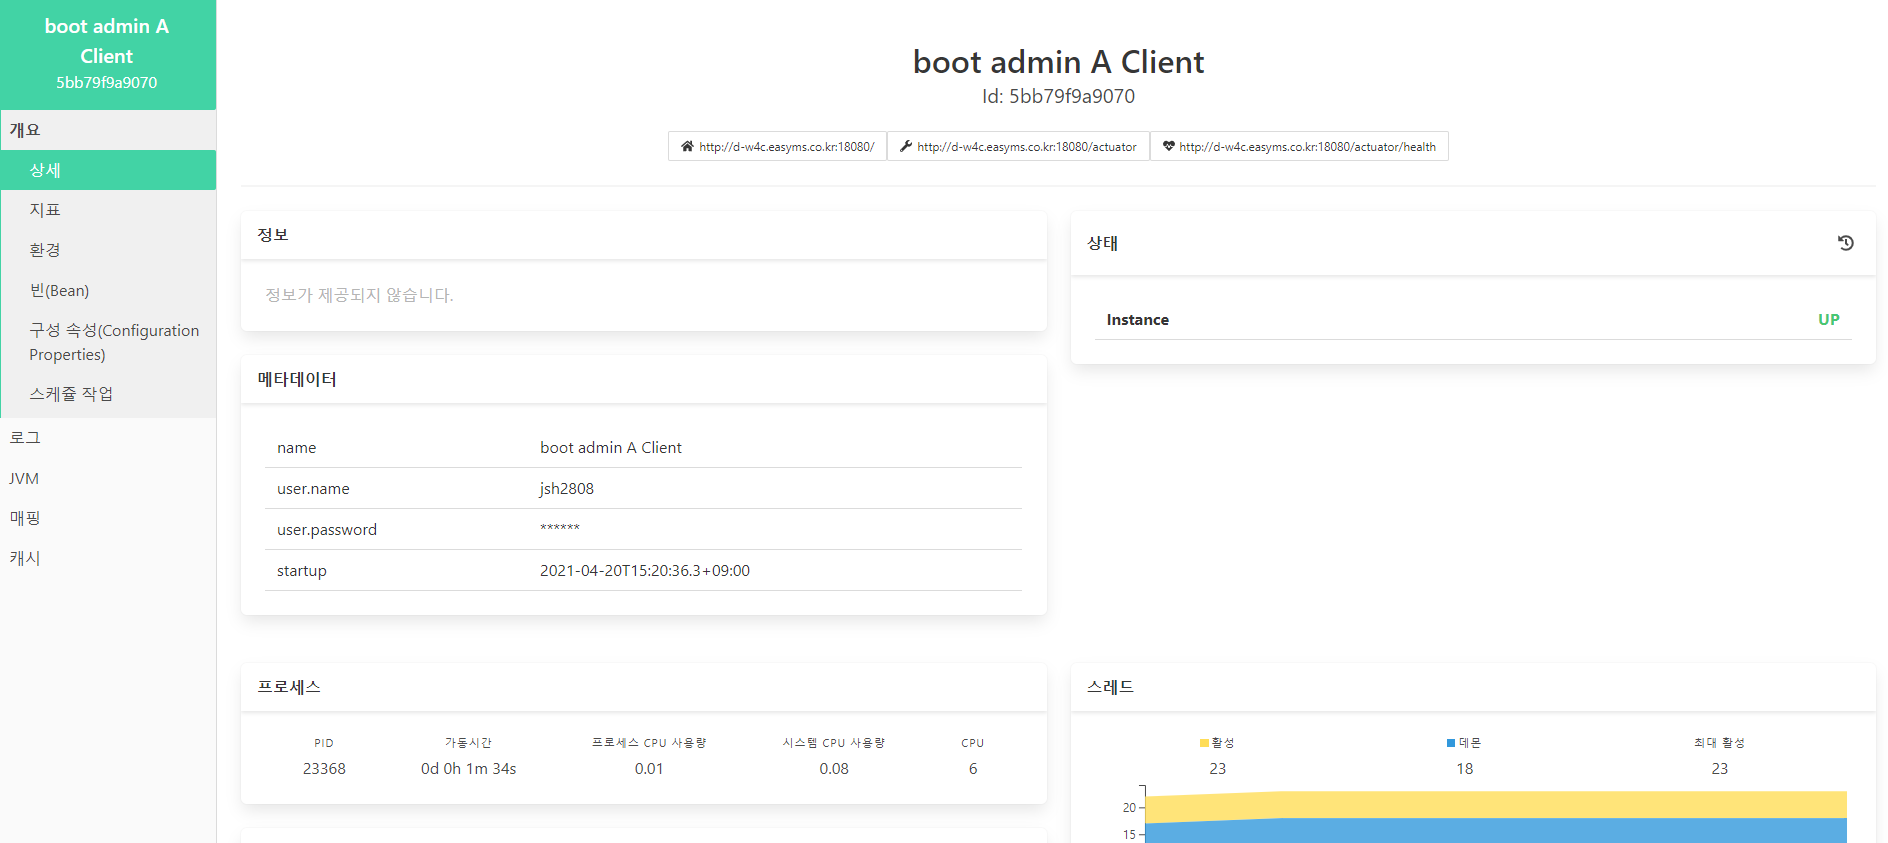 boot admin A
Client
5bb79f9a9070
개요
상세
지표
환경
빈(Bean)
구성 속성(Configuration
Properties)
스케쥴 작업
로그
JVM
매핑
캐시
boot admin A Client
Id: 5bb79f9a9070
http://d-w4c.easyms.co.kr:18080/ http://d-w4c.easyms.co.kr:18080/actuator http://d-w4c.easyms.co.kr:18080/actuator/health
정보
정보가 제공되지 않습니다.
상태
Instance UP
메타데이터
name boot admin A Client
user.name jsh2808
user.password ******
startup 2021-04-20T15:20:36.3+09:00
프로세스
PID 가동시간 프로세스 CPU 사용량 시스템 CPU 사용량 CPU
23368 0d 0h 1m 34s 0.01 0.08 6
스레드
활성 데몬 최대 활성
23 18 23
20
15